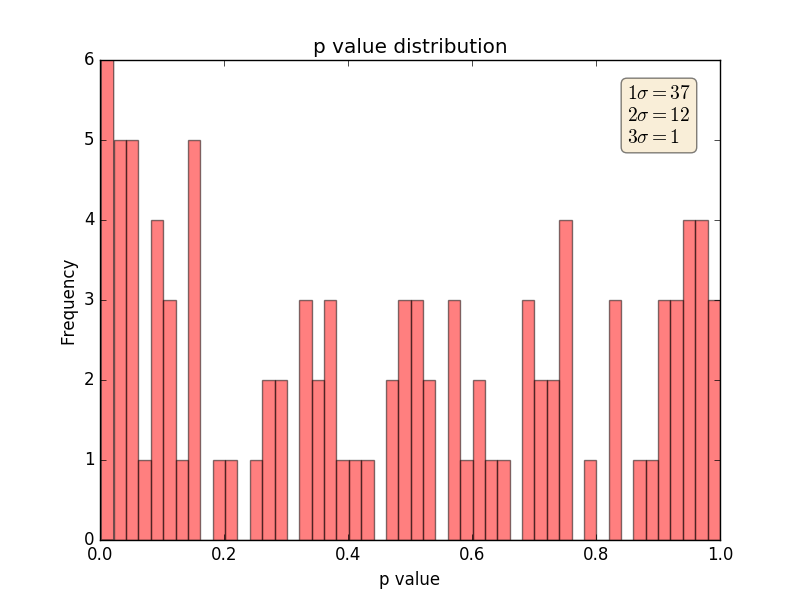 p value distribution
1σ = 37
2σ = 12
3σ = 1
6
5
4
3
2
1
0
Frequency
0.0 0.2 0.4 0.6 0.8 1.0
p value